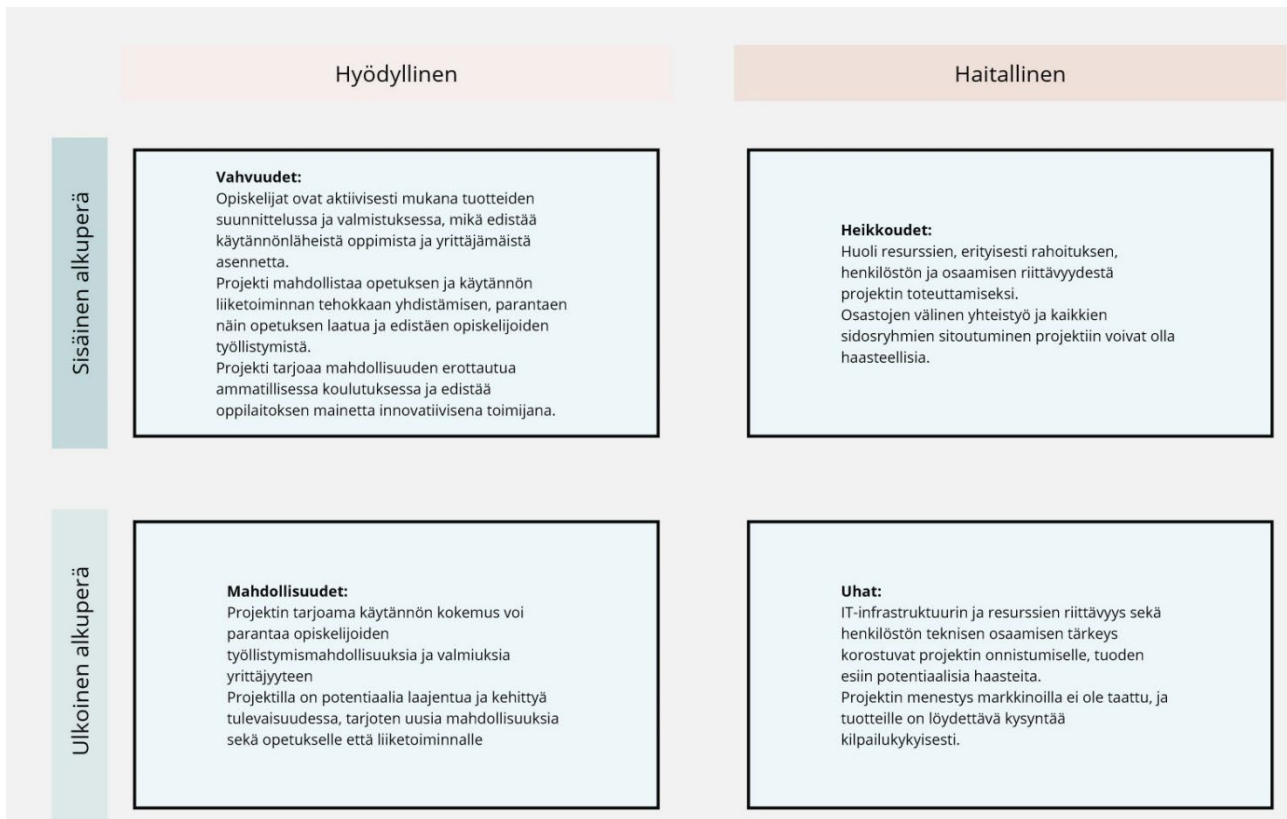 Hyödyllinen
Haitallinen
Sisäinen alkuperä
Vahvuudet:
Opiskelijat ovat aktiivisesti mukana tuotteiden
suunnittelussa ja valmistuksessa, mikä edistää
käytännönläheistä oppimista ja yrittäjämäistä
asennetta.
Projekti mahdollistaa opetuksen ja käytännön
liiketoiminnan tehokkaan yhdistämisen, parantaen
näin opetuksen laatua ja edistäen opiskelijoiden
työllistymistä.
Projekti tarjoaa mahdollisuuden erottautua
ammatillisessa koulutuksessa ja edistää
oppilaitoksen mainetta innovatiivisena toimijana.
Heikkoudet:
Huoli resurssien, erityisesti rahoituksen,
henkilöstön ja osaamisen riittävyydestä
projektin toteuttamiseksi.
Osastojen välinen yhteistyö ja kaikkien
sidosryhmien sitoutuminen projektiin voivat olla
haasteellisia.
Ulkoinen alkuperä
Mahdollisuudet:
Projektin tarjoama käytännön kokemus voi
parantaa opiskelijoiden
työllistymismahdollisuuksia ja valmiuksia
yrittäjyyteen
Projektilla on potentiaalia laajentua ja kehittyä
tulevaisuudessa, tarjoten uusia mahdollisuuksia
sekä opetukselle että liiketoiminnalle
Uhat:
IT-infrastruktuurin ja resurssien riittävyys sekä
henkilöstön teknisen osaamisen tärkeys
korostuvat projektin onnistumiselle, tuoden
esiin potentiaalisia haasteita.
Projektin menestys markkinoilla ei ole taattu, ja
tuotteille on löydettävä kysyntää
kilpailukykyisesti.